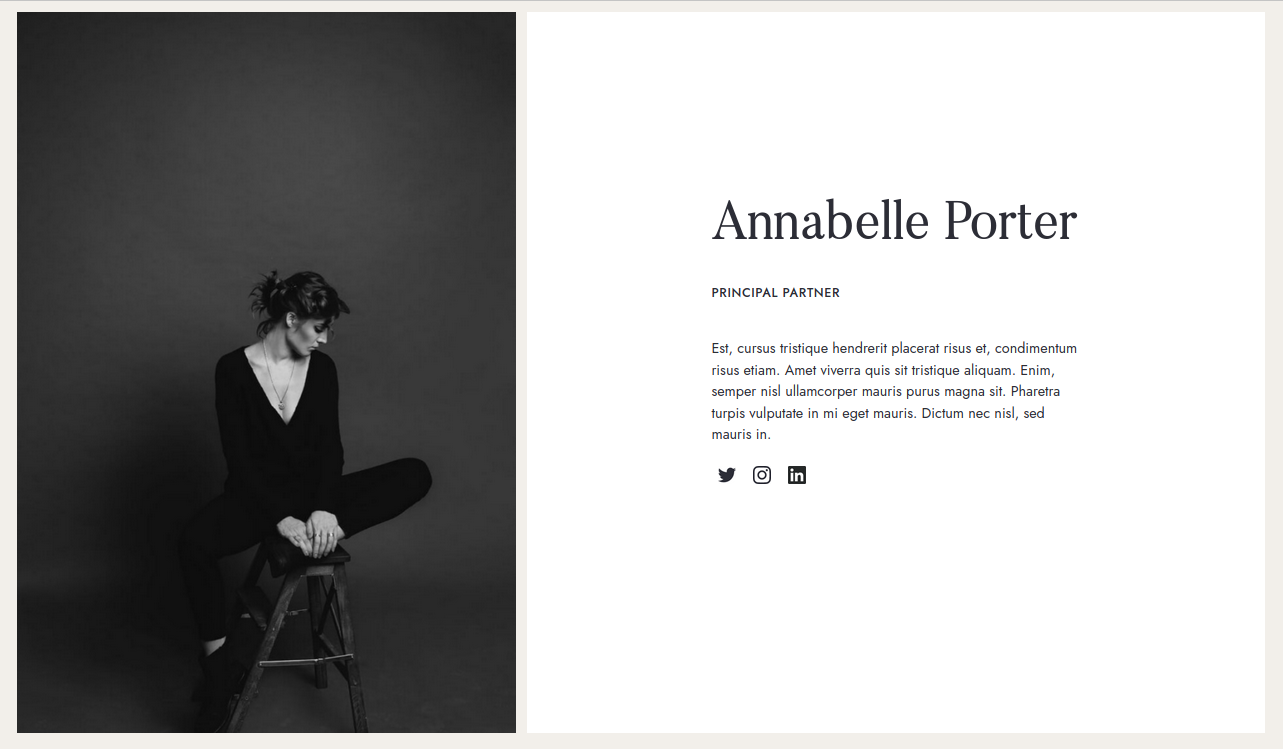 Annabelle Porter
PRINCIPAL PARTNER
Est, cursus tristique hendrerit placerat risus et, condimentum
risus etiam. Amet viverra quis sit tristique aliquam. Enim,
semper nisl ullamcorper mauris purus magna sit. Pharetra
turpis vulputate in mi eget mauris. Dictum nec nisl, sed
mauris in.
in